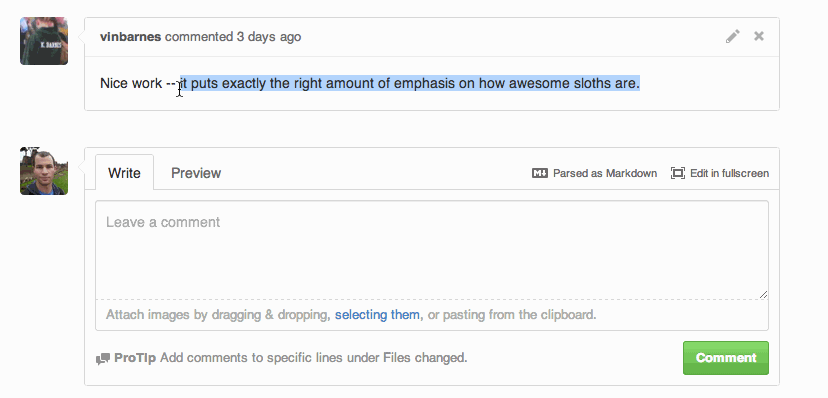 vinbarnes commented 3 days ago
Nice work -- it puts exactly the right amount of emphasis on how awesome sloths are.
Write Preview Parsed as Markdown Edit in fullscreen
Leave a comment
Attach images by dragging & dropping, selecting them, or pasting from the clipboard.
ProTip Add comments to specific lines under Files changed. Comment